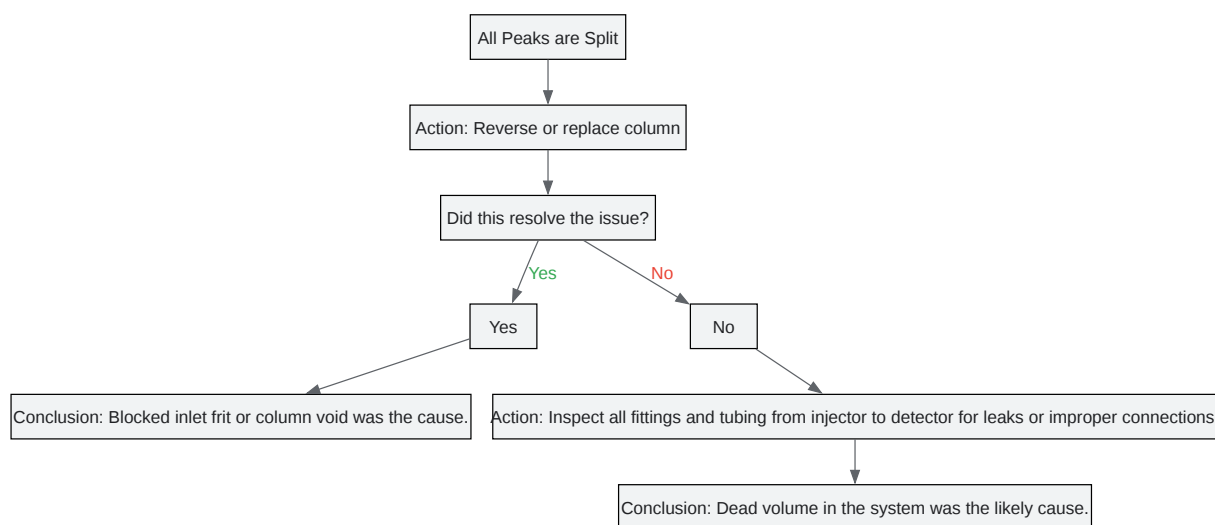 All Peaks are Split
Action: Reverse or replace column
Did this resolve the issue?
Yes
No
Yes
No
Conclusion: Blocked inlet frit or column void was the cause.
Action: Inspect all fittings and tubing from injector to detector for leaks or improper connections
Conclusion: Dead volume in the system was the likely cause.